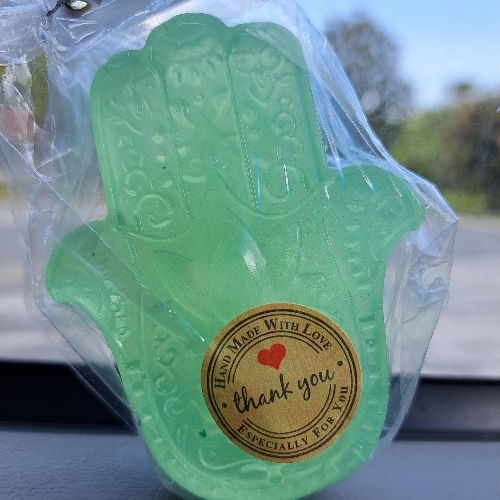 Hand Made With Love
thank you
Especially For You